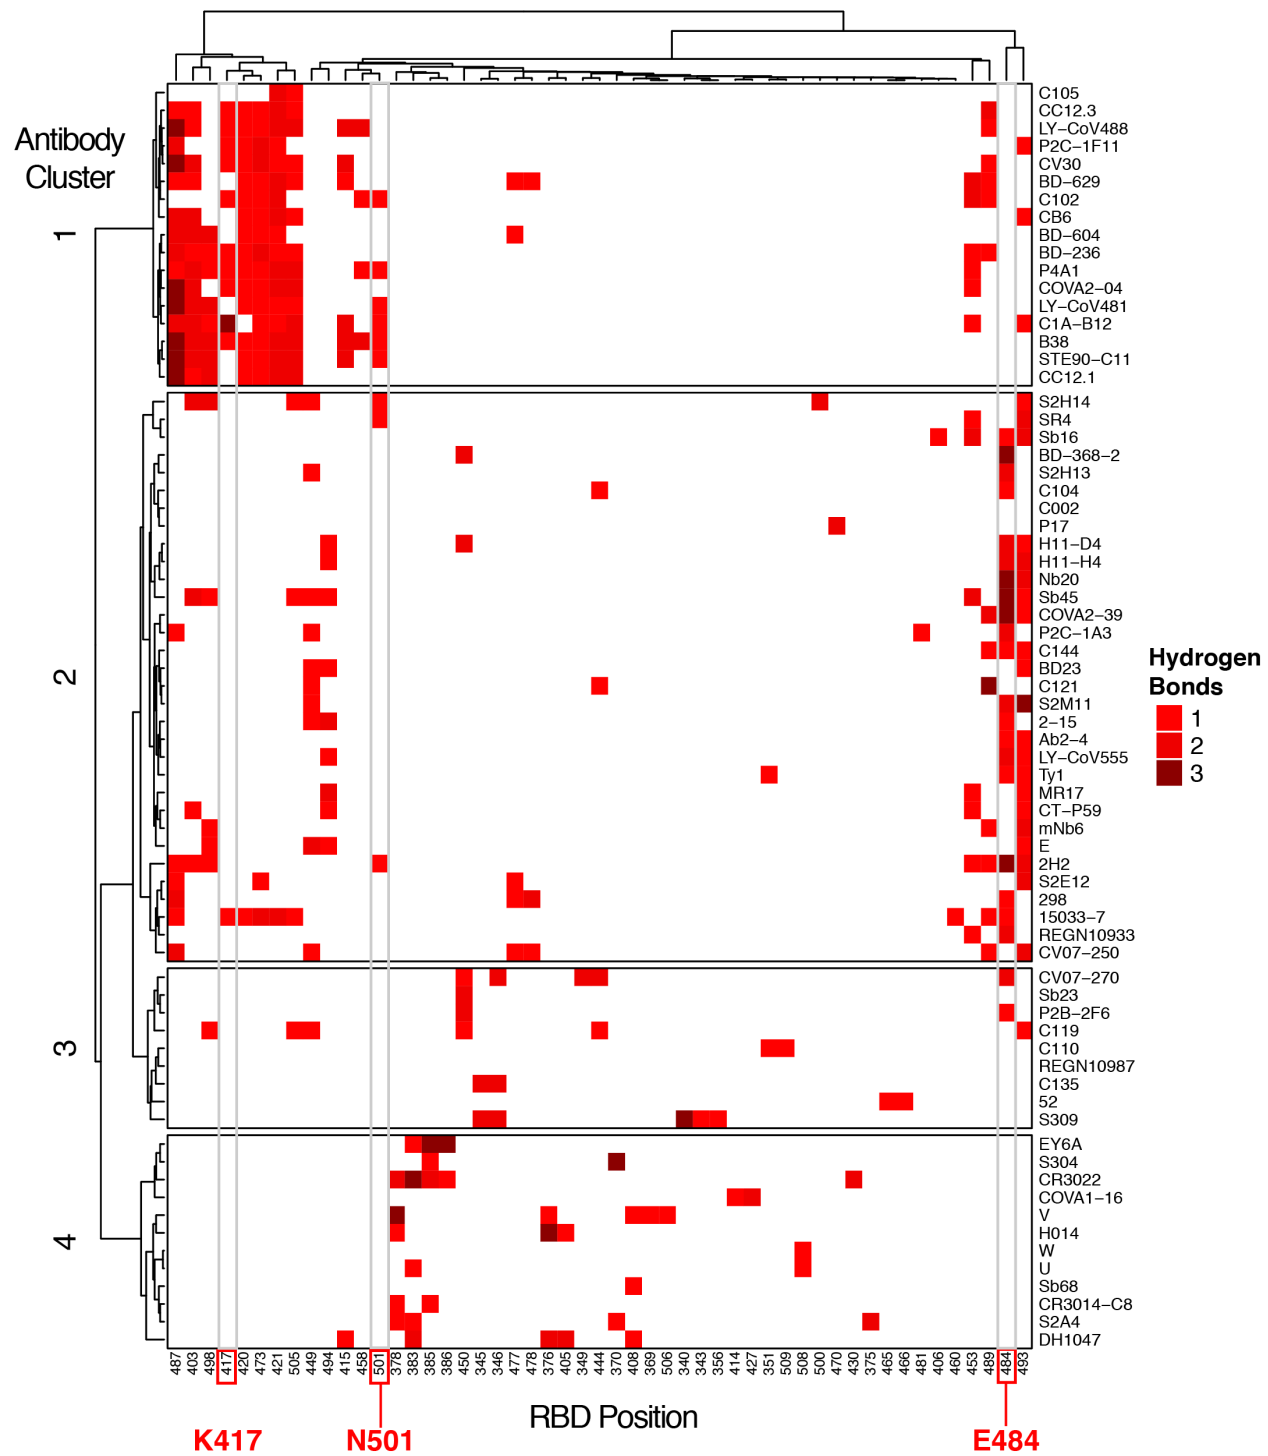 Antibody
Cluster
1
C105
CC12.3
LY−CoV488
P2C−1F11
CV30
BD−629
C102
CB6
BD−604
BD−236
P4A1
COVA2−04
LY−CoV481
C1A−B12
B38
STE90−C11
CC12.1
2
S2H14
SR4
Sb16
BD−368−2
S2H13
C104
C002
P17
H11−D4
H11−H4
Nb20
Sb45
COVA2−39
P2C−1A3
C144
BD23
C121
S2M11
2−15
Ab2−4
LY−CoV555
Ty1
MR17
CT−P59
mNb6
E
2H2
S2E12
298
15033−7
REGN10933
CV07−250
3
CV07−270
Sb23
P2B−2F6
C119
C110
REGN10987
C135
52
S309
4
EY6A
S304
CR3022
COVA1−16
V
H014
W
U
Sb68
CR3014−C8
S2A4
DH1047
Hydrogen
Bonds
1
2
3
487 403 498 417 420 473 421 505 449 494 415 458 501 378 383 385 386 450 345 346 477 478 376 405 349 444 370 408 369 506 340 343 356 414 427 351 509 508 500 470 430 375 465 466 481 406 460 453 489 484 493
RBD Position
K417 N501 E484